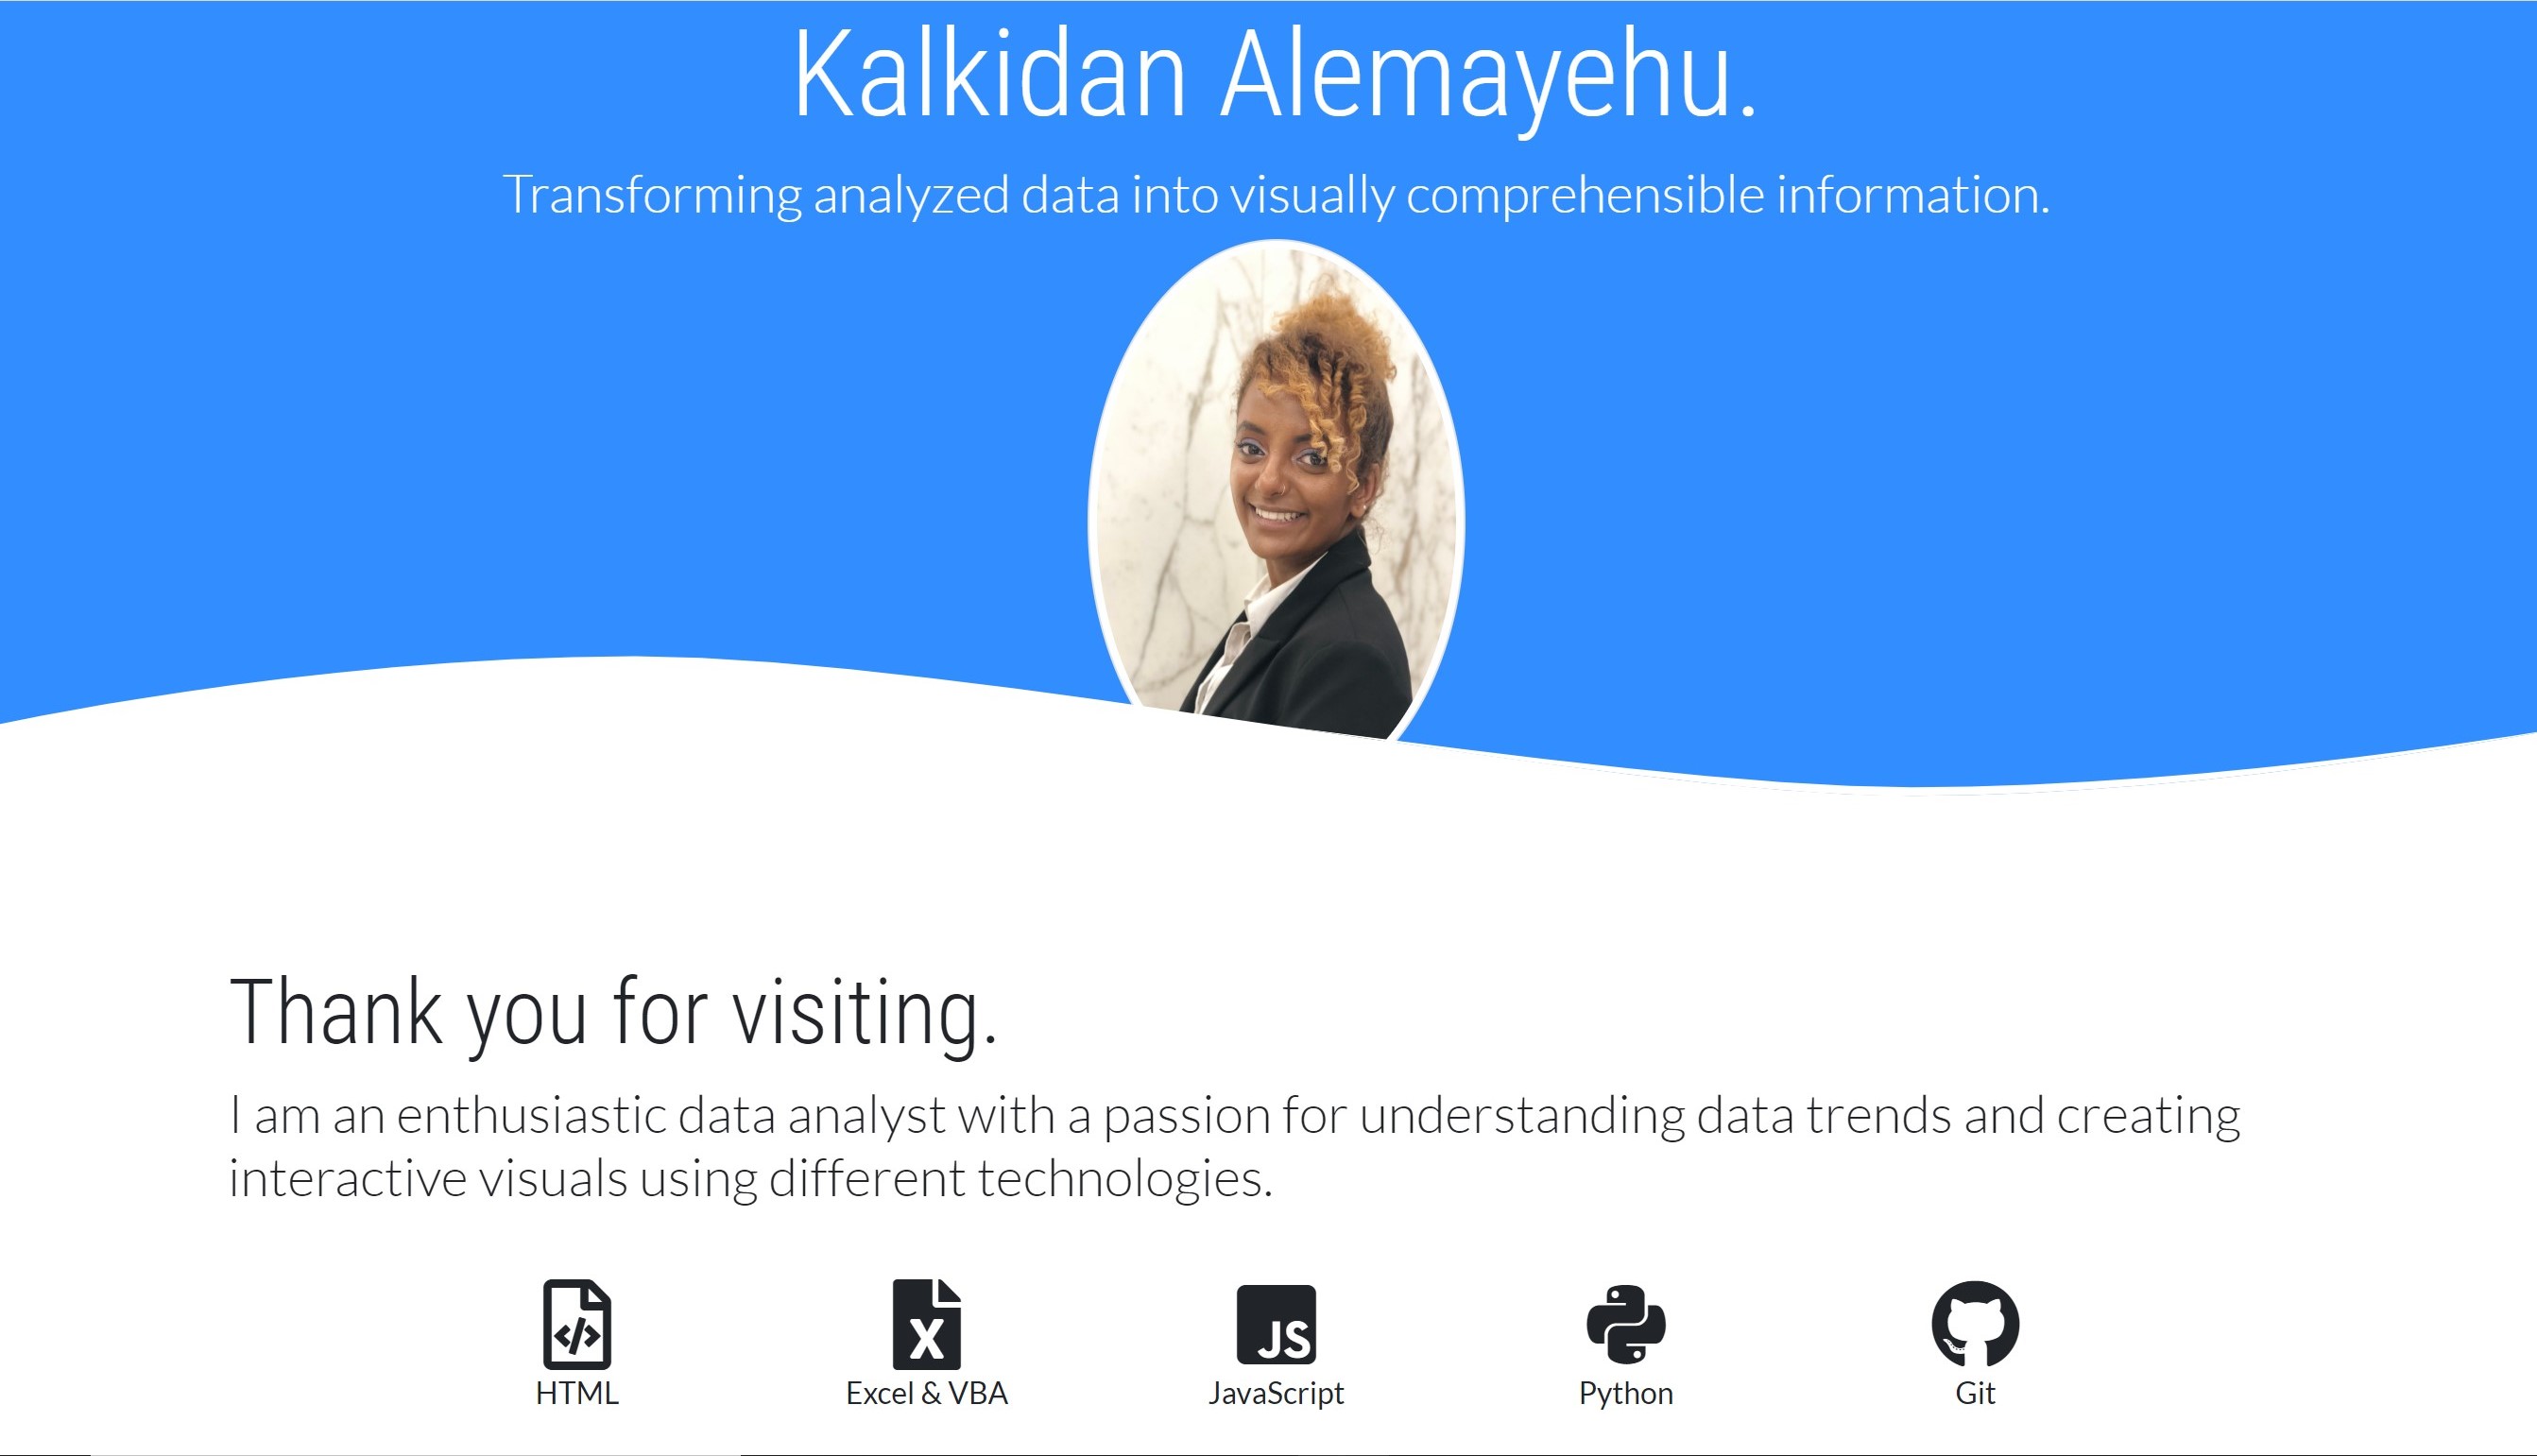 Kalkidan Alemayehu.
Transforming analyzed data into visually comprehensible information.
Thank you for visiting.
I am an enthusiastic data analyst with a passion for understanding data trends and creating
interactive visuals using different technologies.
</>
X
JS
HTML
Excel & VBA
JavaScript
Python
Git